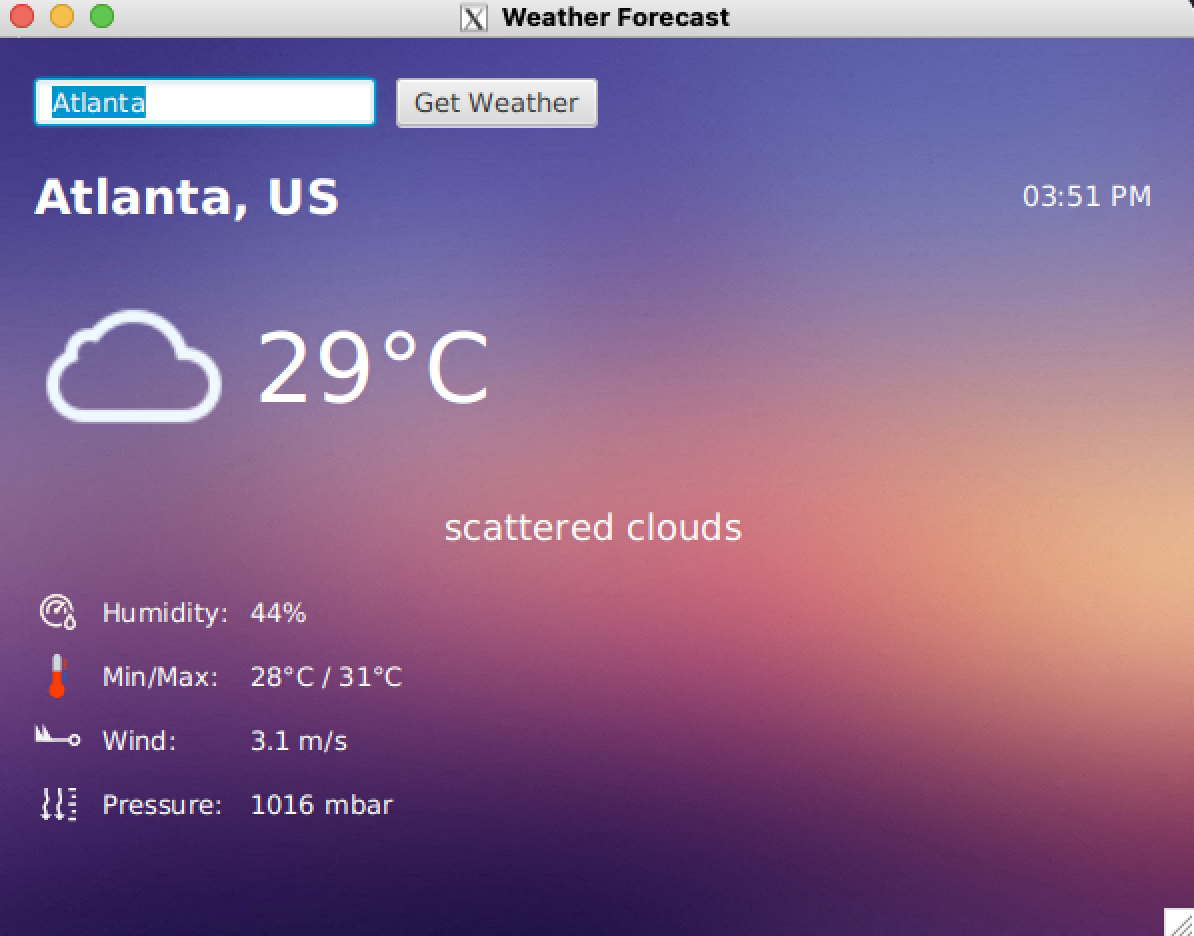 Weather Forecast
Atlanta Get Weather
Atlanta, US 03:51 PM
29°C
scattered clouds
Humidity: 44%
Min/Max: 28°C / 31°C
Wind: 3.1 m/s
Pressure: 1016 mbar